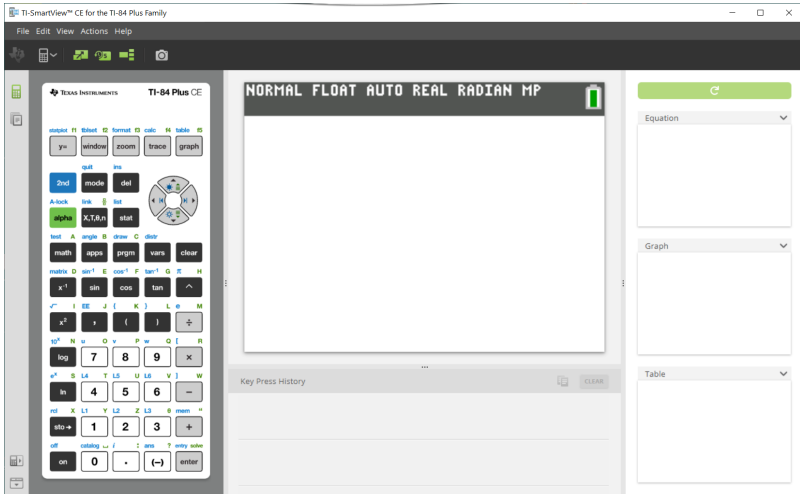 TI-SmartView™ CE for the TI-84 Plus Family
File Edit View Actions Help
TEXAS INSTRUMENTS TI-84 Plus CE
statplot f1 tblset f2 format f3 calc f4 table f5
y= window zoom trace graph
quit ins
2nd mode del
A-lock link list
alpha X,T,θ,n stat
test A angle B draw C distr
math apps prgm vars clear
matrix D sin⁻¹ E cos⁻¹ F tan⁻¹ G π H
x⁻¹ sin cos tan ^
√ I EE J { K } L e M
x² , ( ) ÷
10ˣ N u O v P w Q [ R
log 7 8 9 ×
eˣ S L4 T L5 U L6 V ] W
ln 4 5 6 −
rcl X L1 Y L2 Z L3 θ mem "
sto→ 1 2 3 +
off catalog i : ans ? entry solve
on 0 . (–) enter
NORMAL FLOAT AUTO REAL RADIAN MP
Key Press History
CLEAR
Equation
Graph
Table